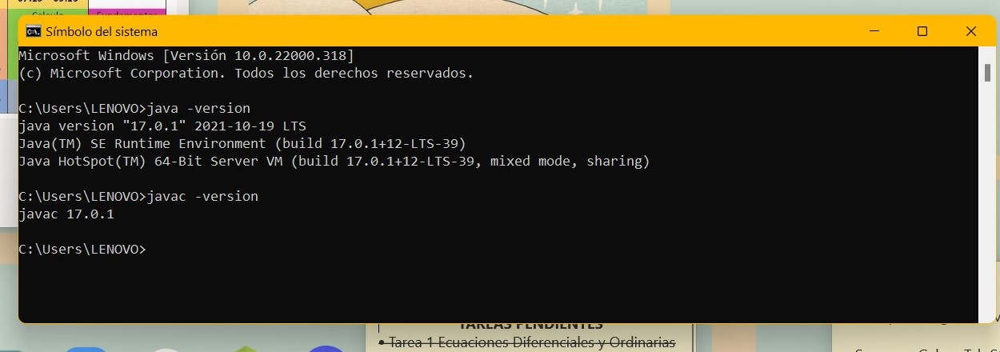 Calculo
Fundamentos
Símbolo del sistema
Microsoft Windows [Versión 10.0.22000.318]
(c) Microsoft Corporation. Todos los derechos reservados.
C:\Users\LENOVO>java -version
java version "17.0.1" 2021-10-19 LTS
Java(TM) SE Runtime Environment (build 17.0.1+12-LTS-39)
Java HotSpot(TM) 64-Bit Server VM (build 17.0.1+12-LTS-39, mixed mode, sharing)
C:\Users\LENOVO>javac -version
javac 17.0.1
C:\Users\LENOVO>
TAREAS PENDIENTES
• Tarea 1 Ecuaciones Diferenciales y Ordinarias